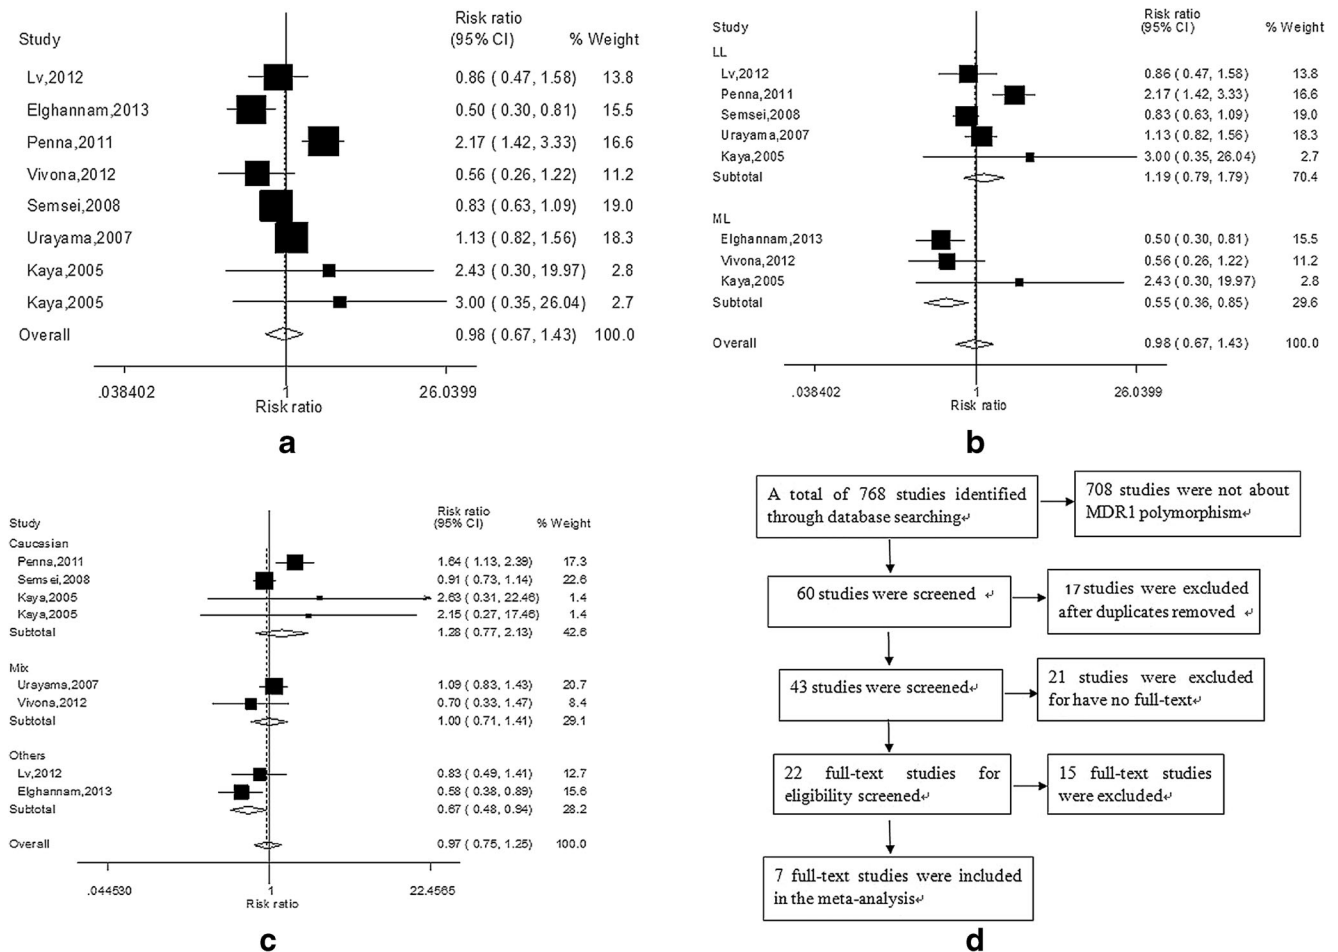 Risk ratio
Study (95% CI) % Weight
Lv,2012 0.86 ( 0.47, 1.58) 13.8
Elghannam,2013 0.50 ( 0.30, 0.81) 15.5
Penna,2011 2.17 ( 1.42, 3.33) 16.6
Vivona,2012 0.56 ( 0.26, 1.22) 11.2
Semsei,2008 0.83 ( 0.63, 1.09) 19.0
Urayama,2007 1.13 ( 0.82, 1.56) 18.3
Kaya,2005 2.43 ( 0.30, 19.97) 2.8
Kaya,2005 3.00 ( 0.35, 26.04) 2.7
Overall 0.98 ( 0.67, 1.43) 100.0
.038402 1 26.0399
Risk ratio
a
Risk ratio
Study (95% CI) % Weight
LL
Lv,2012 0.86 ( 0.47, 1.58) 13.8
Penna,2011 2.17 ( 1.42, 3.33) 16.6
Semsei,2008 0.83 ( 0.63, 1.09) 19.0
Urayama,2007 1.13 ( 0.82, 1.56) 18.3
Kaya,2005 3.00 ( 0.35, 26.04) 2.7
Subtotal 1.19 ( 0.79, 1.79) 70.4
ML
Elghannam,2013 0.50 ( 0.30, 0.81) 15.5
Vivona,2012 0.56 ( 0.26, 1.22) 11.2
Kaya,2005 2.43 ( 0.30, 19.97) 2.8
Subtotal 0.55 ( 0.36, 0.85) 29.6
Overall 0.98 ( 0.67, 1.43) 100.0
.038402 1 26.0399
Risk ratio
b
Risk ratio
Study (95% CI) % Weight
Caucasian
Penna,2011 1.64 ( 1.13, 2.39) 17.3
Semsei,2008 0.91 ( 0.73, 1.14) 22.6
Kaya,2005 2.63 ( 0.31, 22.46) 1.4
Kaya,2005 2.15 ( 0.27, 17.46) 1.4
Subtotal 1.28 ( 0.77, 2.13) 42.6
Mix
Urayama,2007 1.09 ( 0.83, 1.43) 20.7
Vivona,2012 0.70 ( 0.33, 1.47) 8.4
Subtotal 1.00 ( 0.71, 1.41) 29.1
Others
Lv,2012 0.83 ( 0.49, 1.41) 12.7
Elghannam,2013 0.58 ( 0.38, 0.89) 15.6
Subtotal 0.67 ( 0.48, 0.94) 28.2
Overall 0.97 ( 0.75, 1.25) 100.0
.044530 1 22.4565
Risk ratio
c
A total of 768 studies identified
through database searching↵
708 studies were not about
MDR1 polymorphism↵
60 studies were screened ↵
17 studies were excluded
after duplicates removed ↵
43 studies were screened↵
21 studies were excluded
for have no full-text↵
22 full-text studies for
eligibility screened↵
15 full-text studies
were excluded↵
7 full-text studies were included
in the meta-analysis↵
d